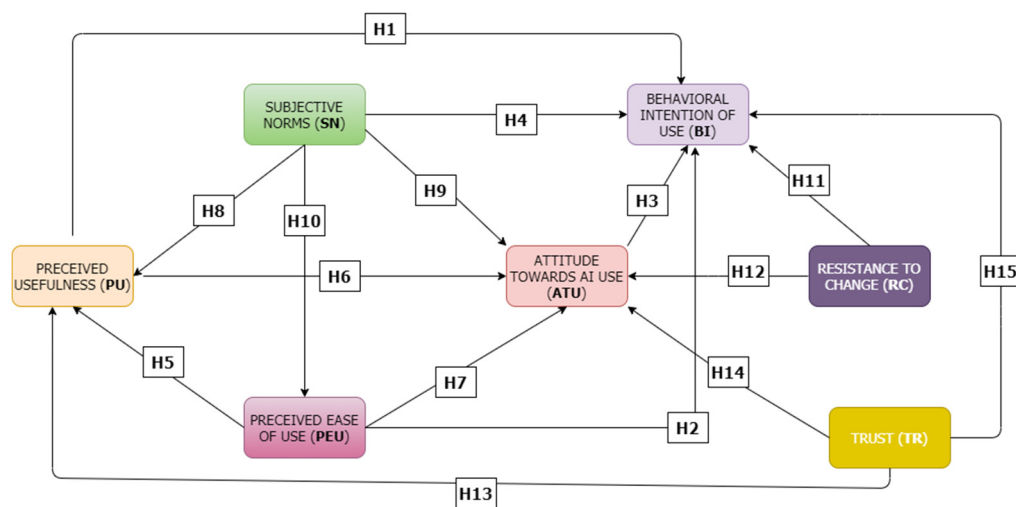 H1
SUBJECTIVE
NORMS (SN)
H4
BEHAVIORAL
INTENTION OF
USE (BI)
H8
H10
H9
H3
H11
PRECEIVED
USEFULNESS (PU)
H6
ATTITUDE
TOWARDS AI USE
(ATU)
H12
RESISTANCE TO
CHANGE (RC)
H15
H5
H7
H14
PRECEIVED EASE
OF USE (PEU)
H2
TRUST (TR)
H13